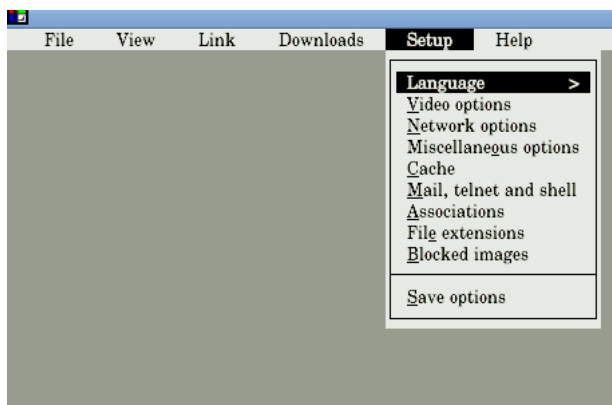 File View Link Downloads Setup Help
Language >
Video options
Network options
Miscellaneous options
Cache
Mail, telnet and shell
Associations
File extensions
Blocked images
Save options